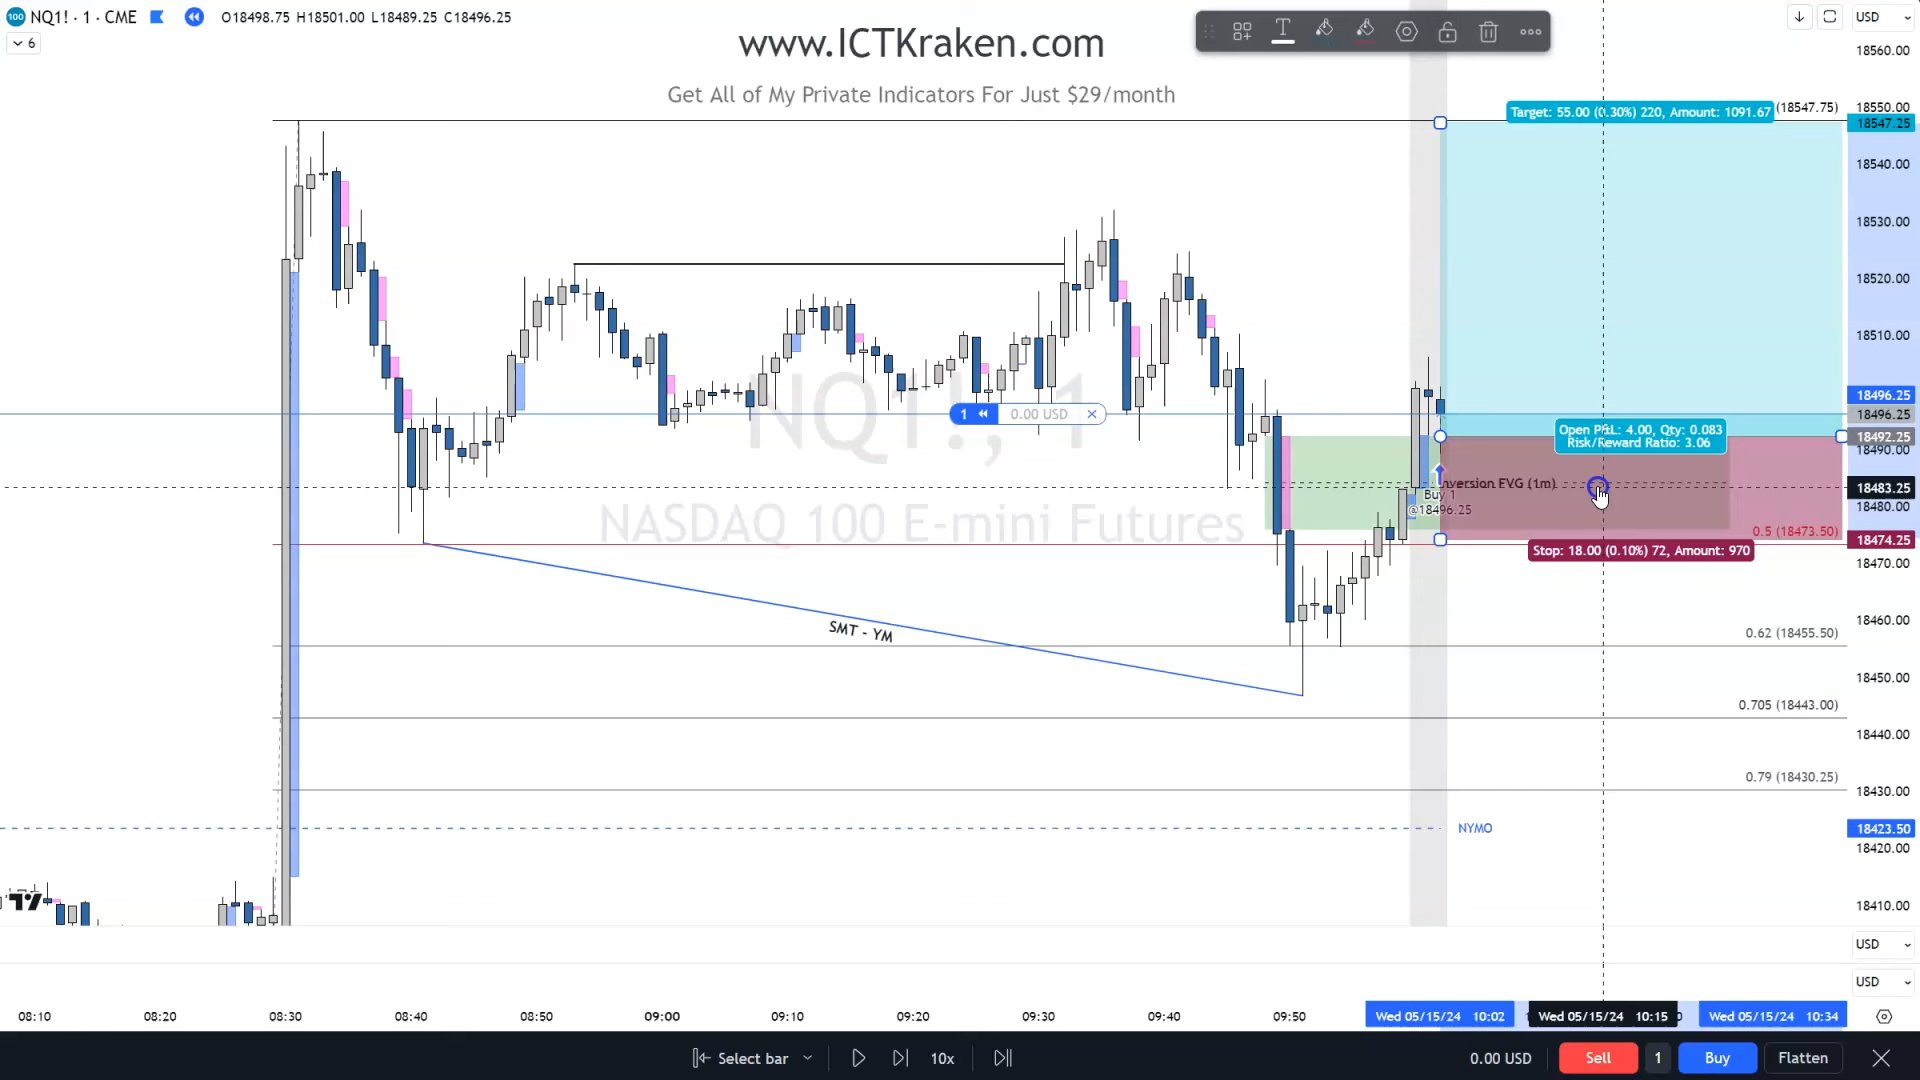 NQ1! · 1 · CME O18498.75 H18501.00 L18489.25 C18496.25
6
www.ICTKraken.com
Get All of My Private Indicators For Just $29/month
USD
18560.00
Target: 55.00 (0.30%) 220, Amount: 1091.67
(18547.75)
18550.00
18547.25
18540.00
18530.00
18520.00
18510.00
18496.25
18496.25
18492.25
18490.00
18483.25
18480.00
18474.25
18470.00
18460.00
18450.00
18440.00
18430.00
18423.50
18420.00
18410.00
1 0.00 USD
NQ1!, 1
NASDAQ 100 E-mini Futures
Open P&L: 4.00, Qty: 0.083
Risk/Reward Ratio: 3.06
nversion FVG (1m)
Buy 1
@18496.25
0.5 (18473.50)
Stop: 18.00 (0.10%) 72, Amount: 970
SMT - YM
0.62 (18455.50)
0.705 (18443.00)
0.79 (18430.25)
NYMO
USD
USD
08:10 08:20 08:30 08:40 08:50 09:00 09:10 09:20 09:30 09:40 09:50 Wed 05/15/24 10:02 Wed 05/15/24 10:15 Wed 05/15/24 10:34
Select bar 10x 0.00 USD Sell 1 Buy Flatten